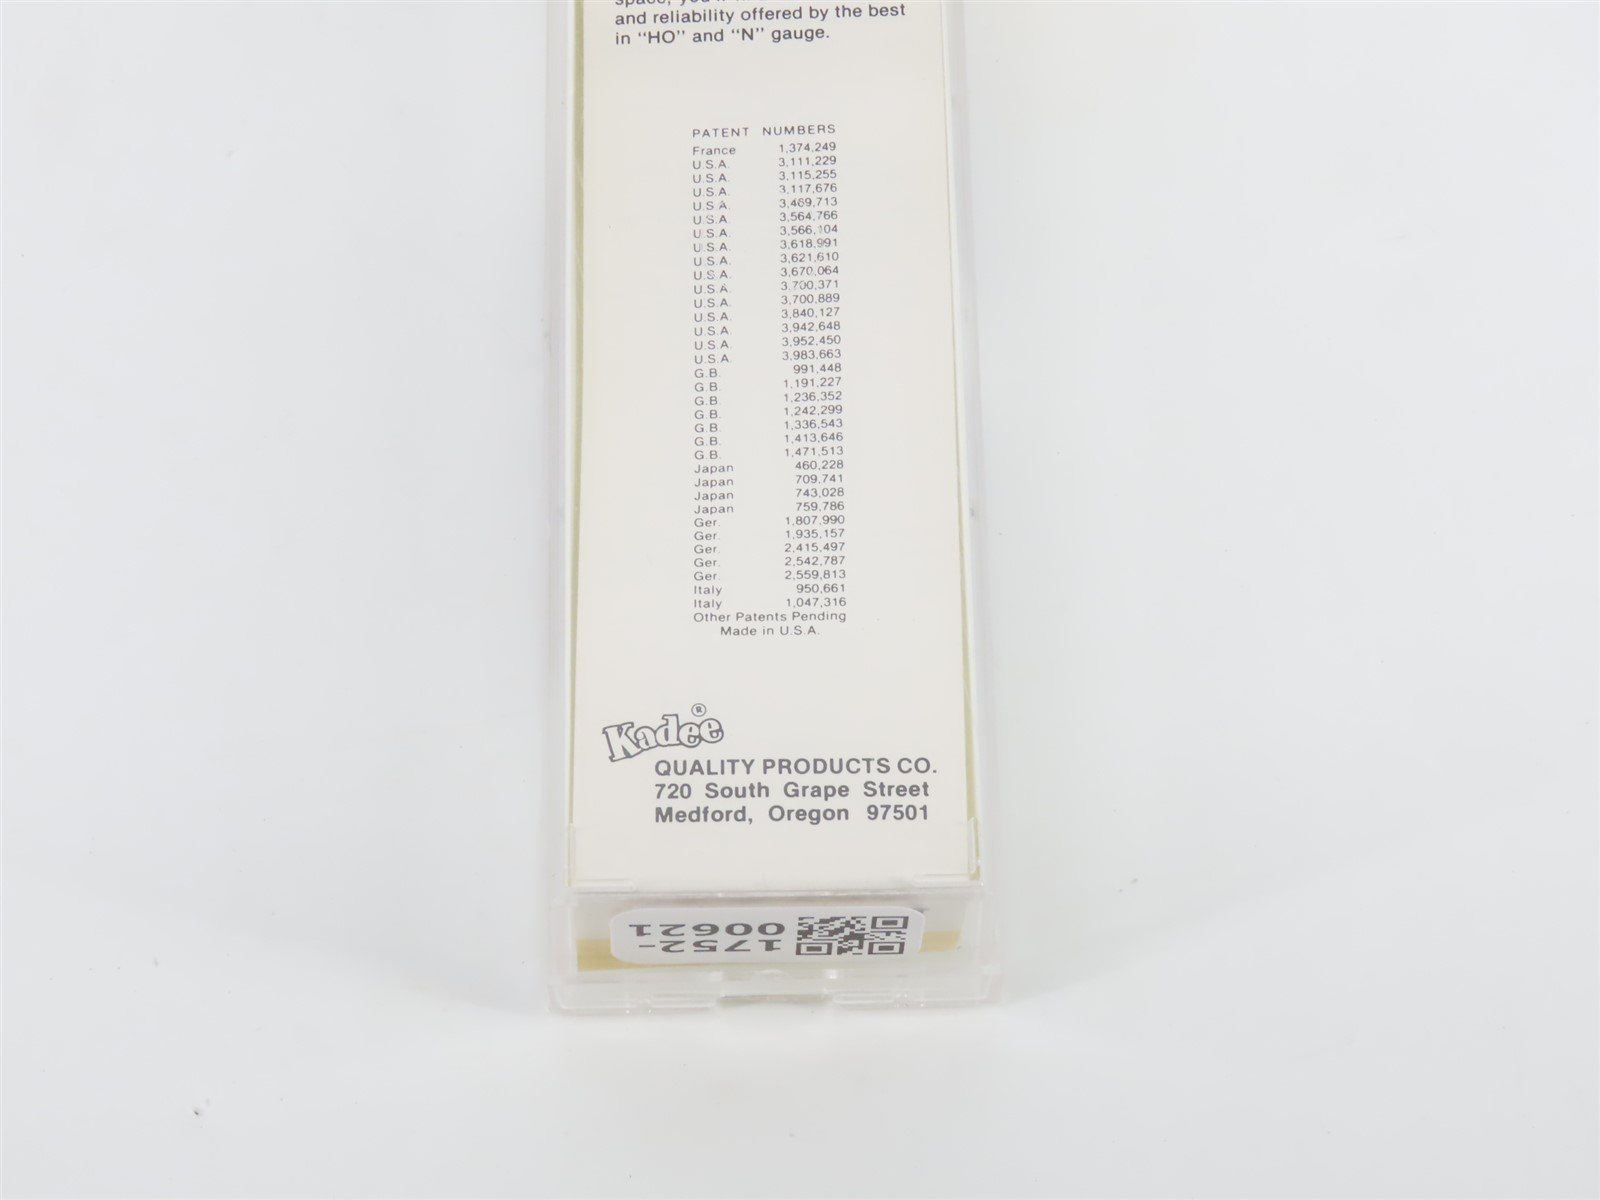 and reliability offered by the best
in “HO” and “N” gauge.
PATENT NUMBERS
France 1,374,249
U.S.A. 3,111,229
U.S.A. 3,115,255
U.S.A. 3,117,676
U.S.A. 3,469,713
U.S.A. 3,564,766
U.S.A. 3,566,104
U.S.A. 3,618,991
U.S.A. 3,621,610
U.S.A. 3,670,064
U.S.A. 3,700,371
U.S.A. 3,700,889
U.S.A. 3,840,127
U.S.A. 3,942,648
U.S.A. 3,952,450
U.S.A. 3,983,663
G.B. 991,448
G.B. 1,191,227
G.B. 1,236,352
G.B. 1,242,299
G.B. 1,336,543
G.B. 1,413,646
G.B. 1,471,513
Japan 460,228
Japan 709,741
Japan 743,028
Japan 759,786
Ger. 1,807,990
Ger. 1,935,157
Ger. 2,415,497
Ger. 2,542,787
Ger. 2,559,813
Italy 950,661
Italy 1,047,316
Other Patents Pending
Made in U.S.A.
Kadee ®
QUALITY PRODUCTS CO.
720 South Grape Street
Medford, Oregon 97501
1752-
00621